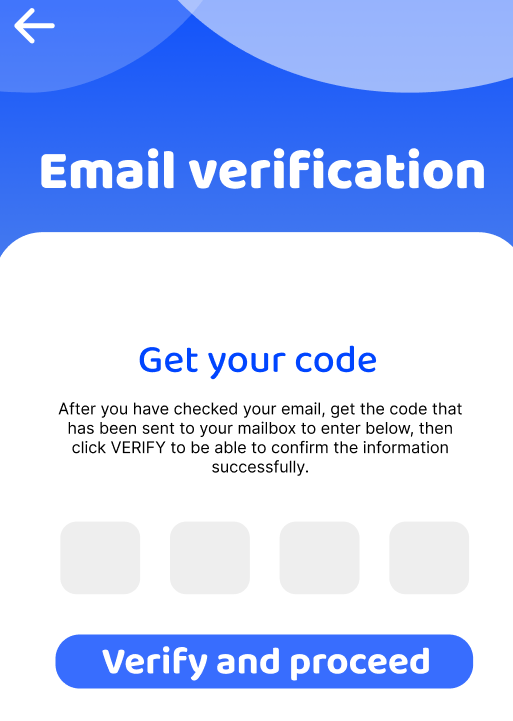 Email verification
Get your code
After you have checked your email, get the code that
has been sent to your mailbox to enter below, then
click VERIFY to be able to confirm the information
successfully.
Verify and proceed